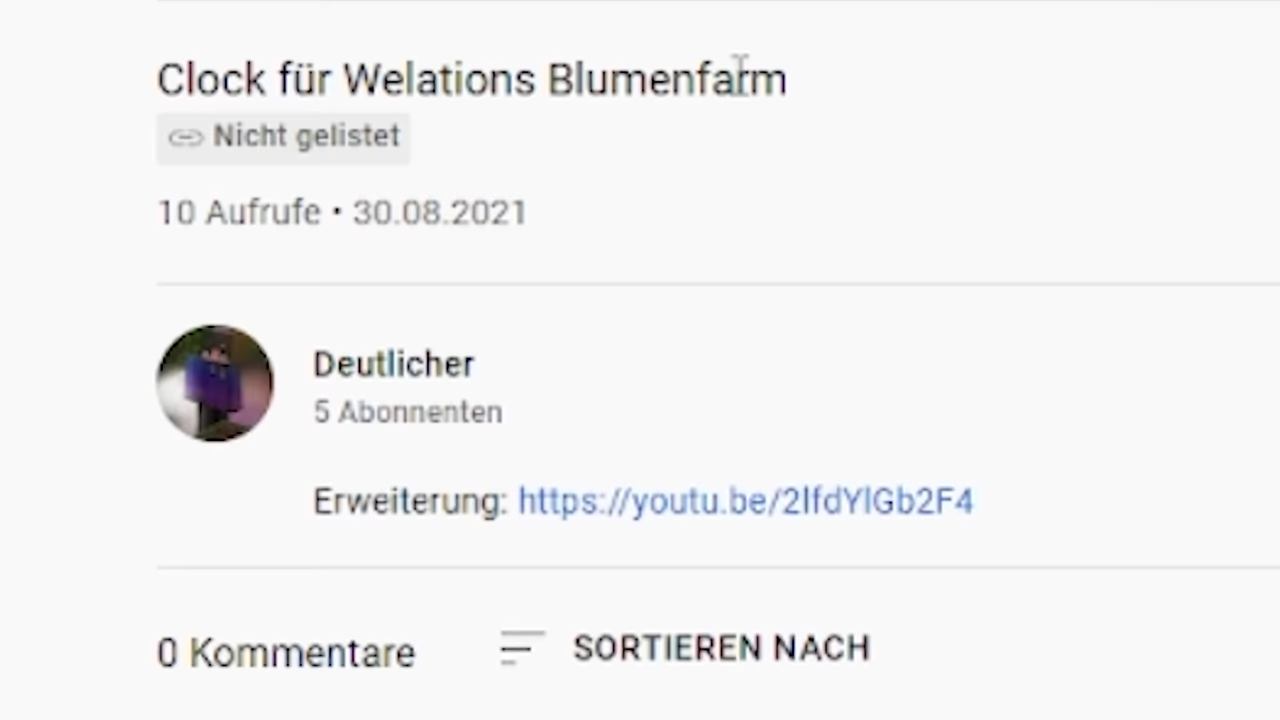 Clock für Welations Blumenfarm
Nicht gelistet
10 Aufrufe • 30.08.2021
Deutlicher
5 Abonnenten
Erweiterung: https://youtu.be/2lfdYlGb2F4
0 Kommentare
SORTIEREN NACH